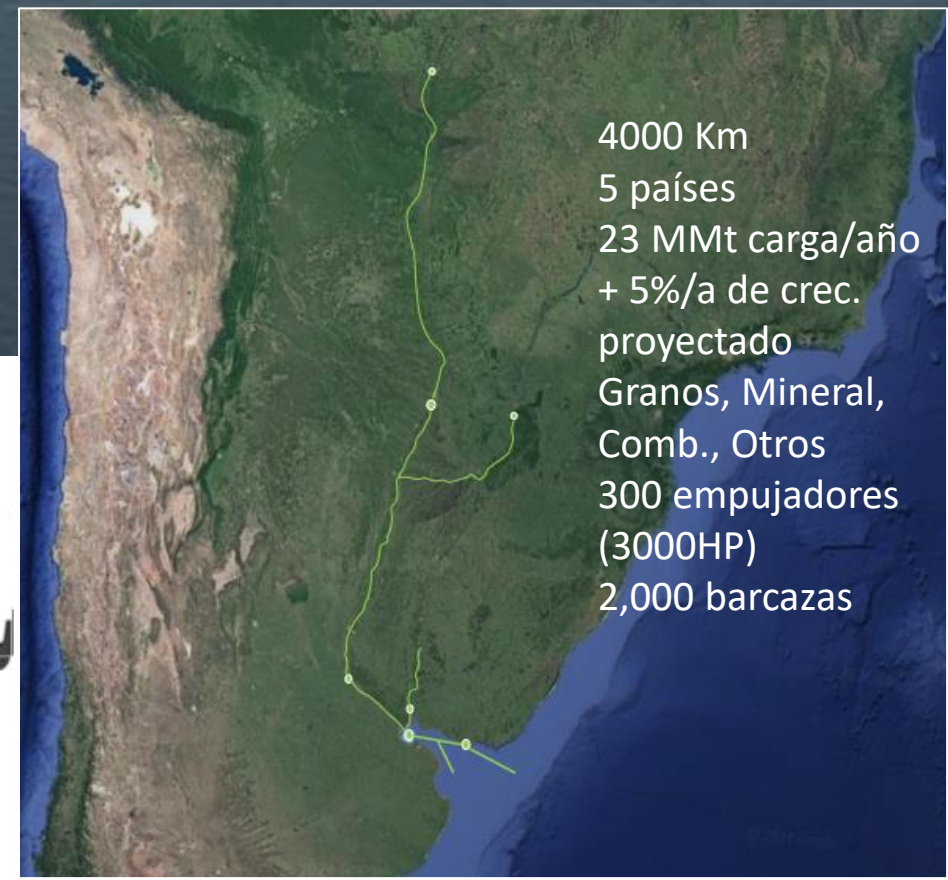 4000 Km
5 países
23 MMt carga/año
+ 5%/a de crec.
proyectado
Granos, Mineral,
Comb., Otros
300 empujadores
(3000HP)
2,000 barcazas